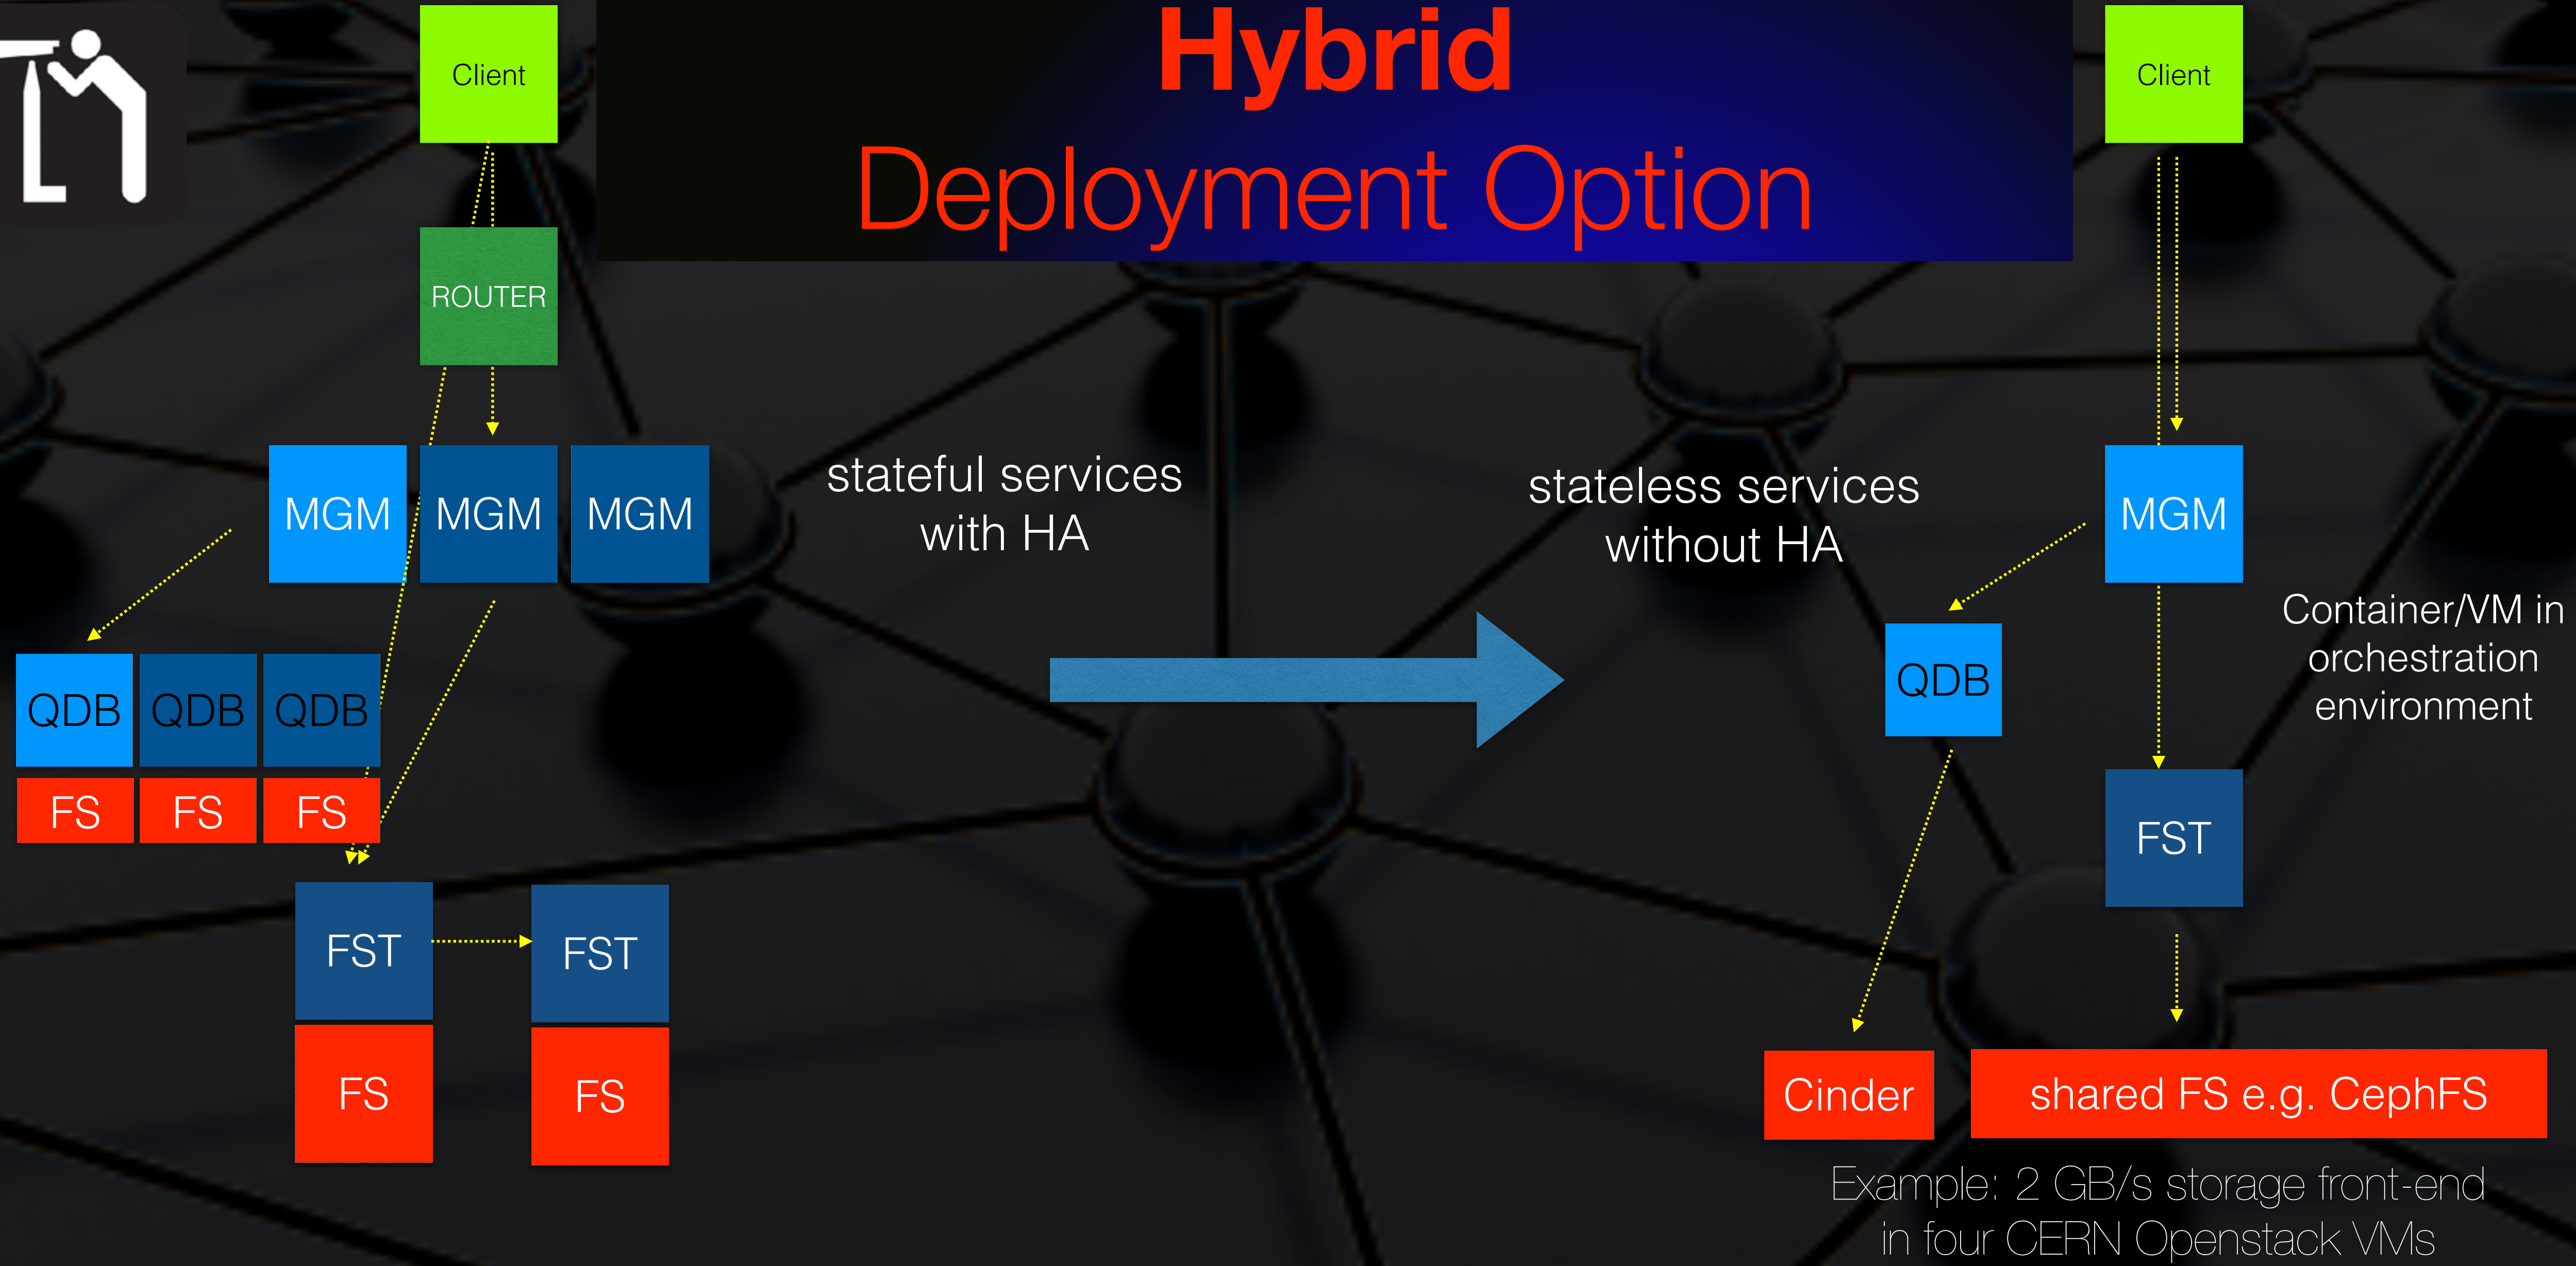 Hybrid
Deployment Option
Client
ROUTER
MGM MGM MGM
QDB QDB QDB
FS FS FS
FST FST
FS FS
stateful services
with HA
stateless services
without HA
Client
MGM
Container/VM in
orchestration
environment
QDB
FST
Cinder
shared FS e.g. CephFS
Example: 2 GB/s storage front-end
in four CERN Openstack VMs